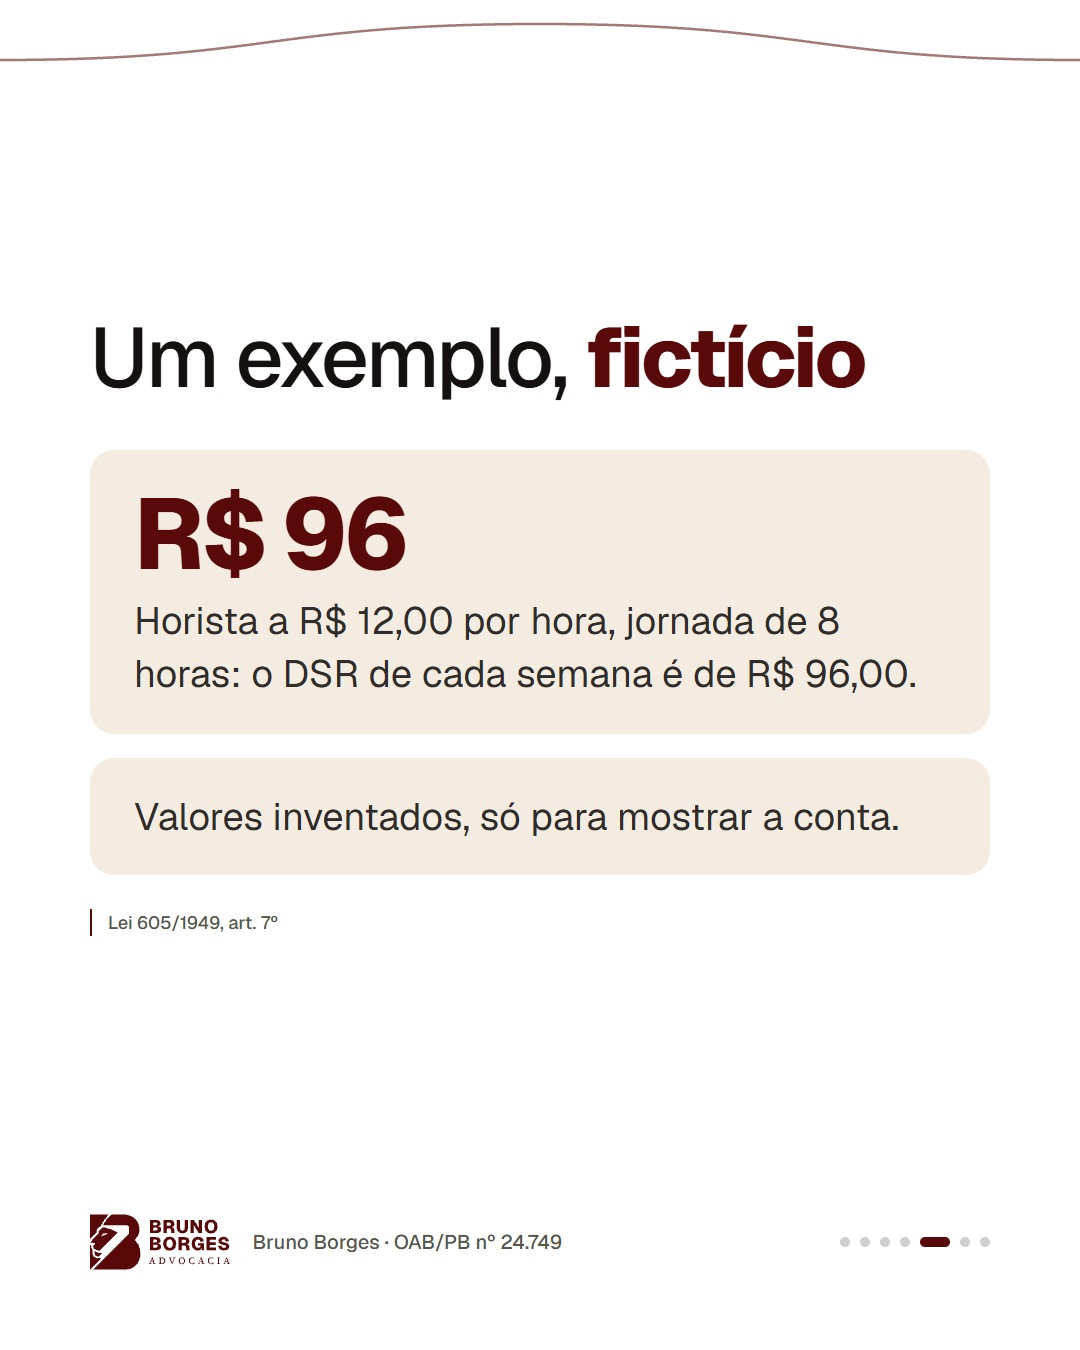 Um exemplo, fictício
R$ 96
Horista a R$ 12,00 por hora, jornada de 8
horas: o DSR de cada semana é de R$ 96,00.
Valores inventados, só para mostrar a conta.
Lei 605/1949, art. 7º
BRUNO
BORGES
ADVOCACIA
Bruno Borges · OAB/PB nº 24.749